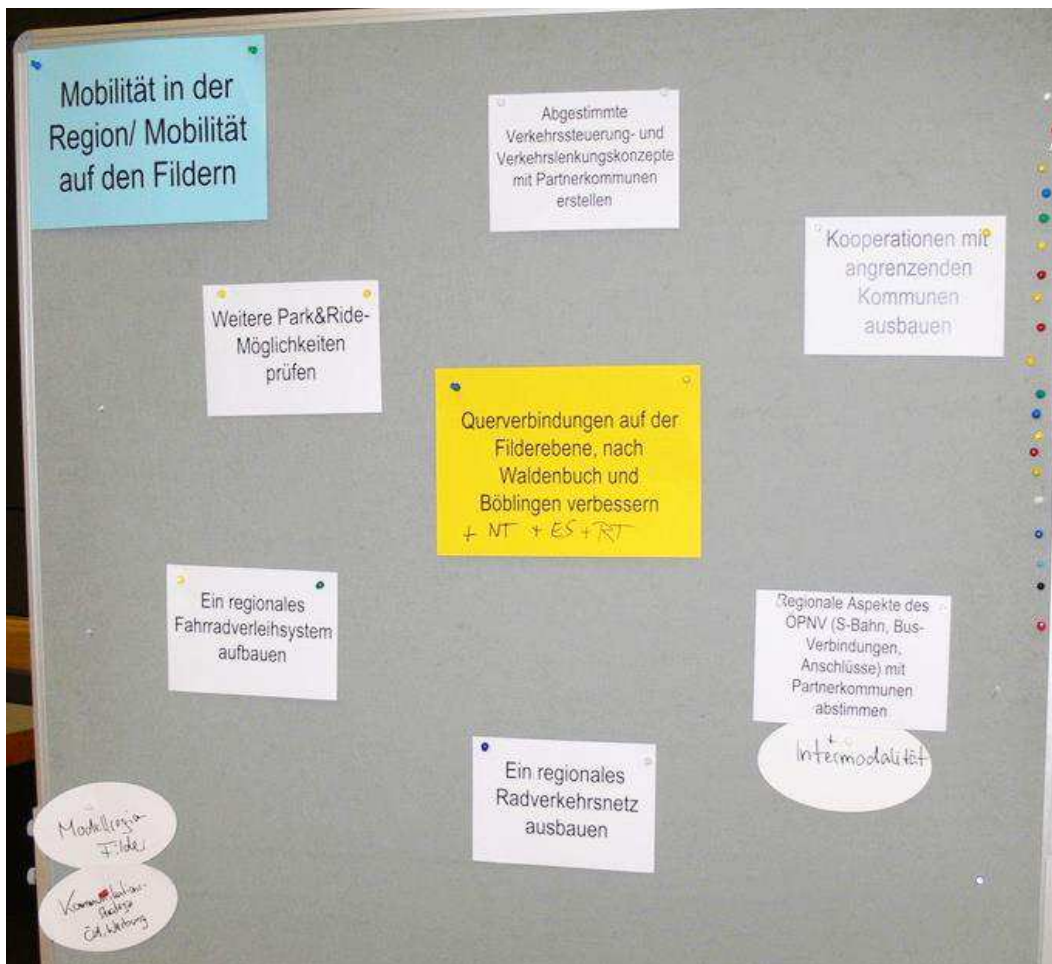 Mobilität in der
Region/ Mobilität
auf den Fildern
Abgestimmte
Verkehrssteuerung- und
Verkehrslenkungskonzepte
mit Partnerkommunen
erstellen
Kooperationen mit
angrenzenden
Kommunen
ausbauen
Weitere Park&Ride-
Möglichkeiten
prüfen
Querverbindungen auf der
Filderebene, nach
Waldenbuch und
Böblingen verbessern
+ NT + ES + RT
Ein regionales
Fahrradverleihsystem
aufbauen
Regionale Aspekte des
ÖPNV (S-Bahn, Bus-
Verbindungen,
Anschlüsse) mit
Partnerkommunen
abstimmen
+
Intermodalität
Ein regionales
Radverkehrsnetz
ausbauen
Modellregion
Filder
Werbung